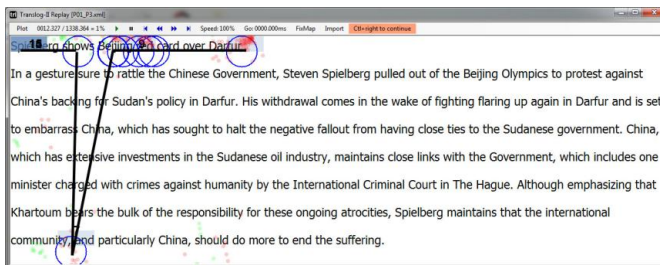 Translog-II Replay [P01_P3.xml]
Plot 0012.327 / 1338.364 = 1% Speed: 100% Go: 0000.000ms FixMap Import Ctl+right to continue
Spielberg shows Beijing red card over Darfur
In a gesture sure to rattle the Chinese Government, Steven Spielberg pulled out of the Beijing Olympics to protest against
China's backing for Sudan's policy in Darfur. His withdrawal comes in the wake of fighting flaring up again in Darfur and is set
to embarrass China, which has sought to halt the negative fallout from having close ties to the Sudanese government. China,
which has extensive investments in the Sudanese oil industry, maintains close links with the Government, which includes one
minister charged with crimes against humanity by the International Criminal Court in The Hague. Although emphasizing that
Khartoum bears the bulk of the responsibility for these ongoing atrocities, Spielberg maintains that the international
community, and particularly China, should do more to end the suffering.